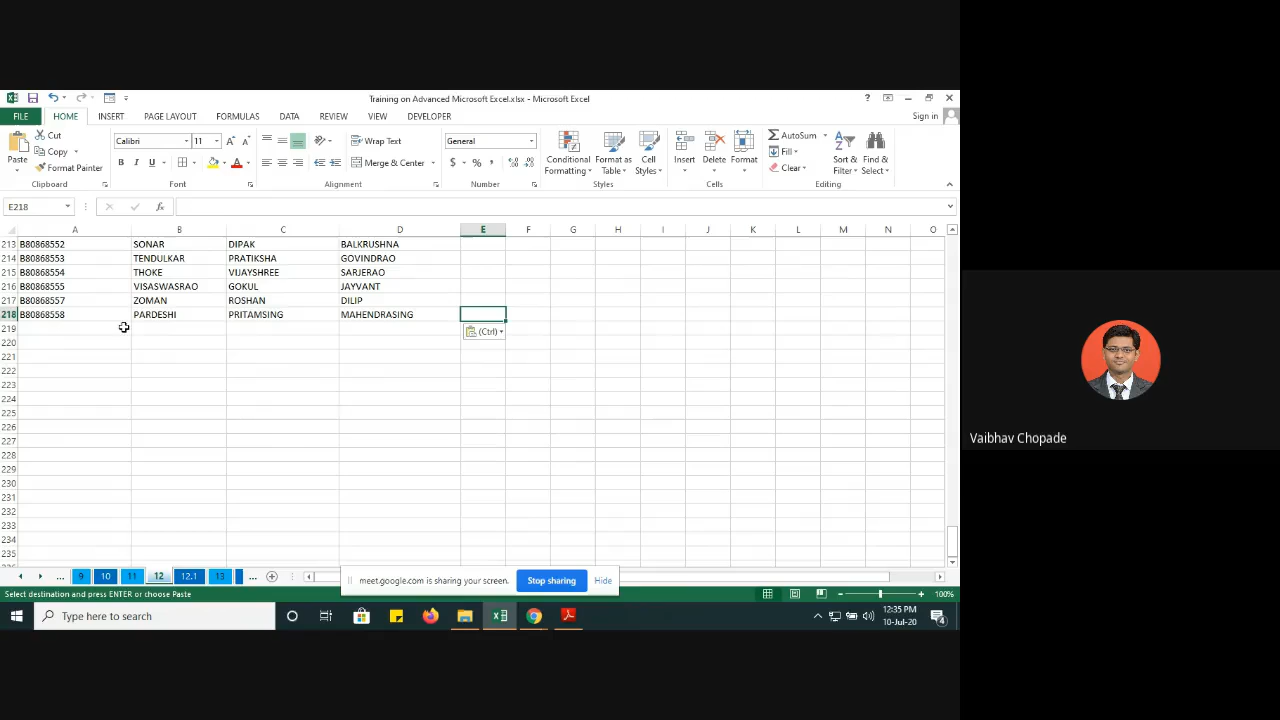 Training on Advanced Microsoft Excel.xlsx - Microsoft Excel
FILE HOME INSERT PAGE LAYOUT FORMULAS DATA REVIEW VIEW DEVELOPER Sign in
Paste
Cut
Copy
Format Painter
Clipboard
Calibri 11
B I U
Font
Wrap Text
Merge & Center
Alignment
General
$ % ,
Number
Conditional Formatting
Format as Table
Cell Styles
Styles
Insert Delete Format
Cells
AutoSum
Fill
Clear
Sort & Filter
Find & Select
Editing
E218
fx
A B C D E F G H I J K L M N O
213 B80868552 SONAR DIPAK BALKRUSHNA
214 B80868553 TENDULKAR PRATIKSHA GOVINDRAO
215 B80868554 THOKE VIJAYSHREE SARJERAO
216 B80868555 VISASWASRAO GOKUL JAYVANT
217 B80868557 ZOMAN ROSHAN DILIP
218 B80868558 PARDESHI PRITAMSING MAHENDRASING
219
(Ctrl)
220
221
222
223
224
225
226
227
228
229
230
231
232
233
234
235
... 9 10 11 12 12.1 13 ...
meet.google.com is sharing your screen. Stop sharing Hide
Select destination and press ENTER or choose Paste
100%
Type here to search
12:35 PM
10-Jul-20
4
Vaibhav Chopade